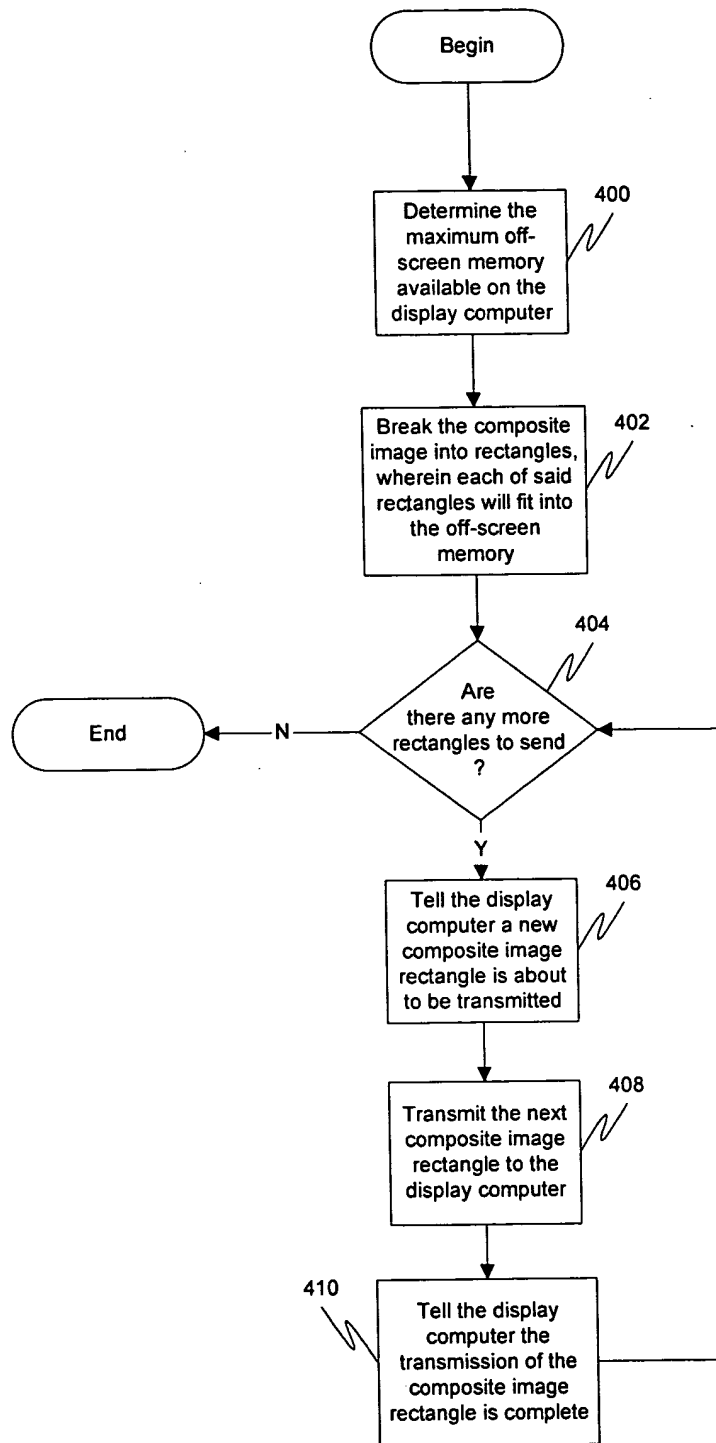 Begin
400
Determine the
maximum off-
screen memory
available on the
display computer
402
Break the composite
image into rectangles,
wherein each of said
rectangles will fit into
the off-screen
memory
404
Are
there any more
rectangles to send
?
N
End
Y
406
Tell the display
computer a new
composite image
rectangle is about
to be transmitted
408
Transmit the next
composite image
rectangle to the
display computer
410
Tell the display
computer the
transmission of the
composite image
rectangle is complete